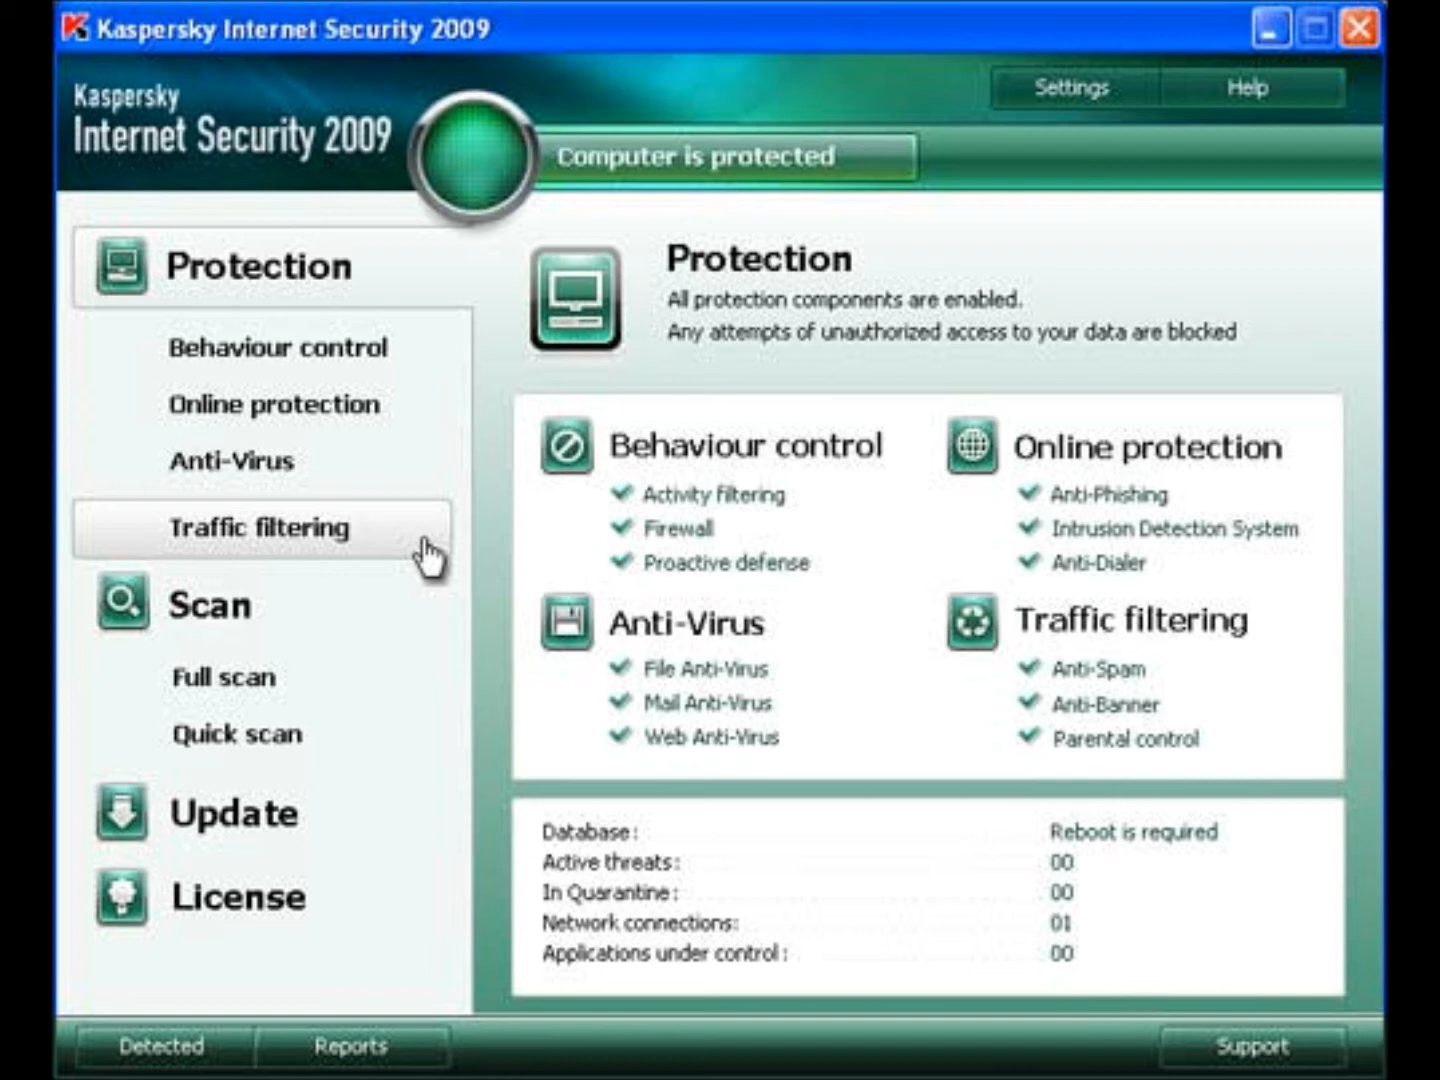 Kaspersky Internet Security 2009
Settings
Help
Kaspersky
Internet Security 2009
Computer is protected
Protection
Behaviour control
Online protection
Anti-Virus
Traffic filtering
Scan
Full scan
Quick scan
Update
License
Protection
All protection components are enabled.
Any attempts of unauthorized access to your data are blocked
Behaviour control
Activity filtering
Firewall
Proactive defense
Online protection
Anti-Phishing
Intrusion Detection System
Anti-Dialer
Anti-Virus
File Anti-Virus
Mail Anti-Virus
Web Anti-Virus
Traffic filtering
Anti-Spam
Anti-Banner
Parental control
Database: Reboot is required
Active threats: 00
In Quarantine: 00
Network connections: 01
Applications under control: 00
Detected
Reports
Support